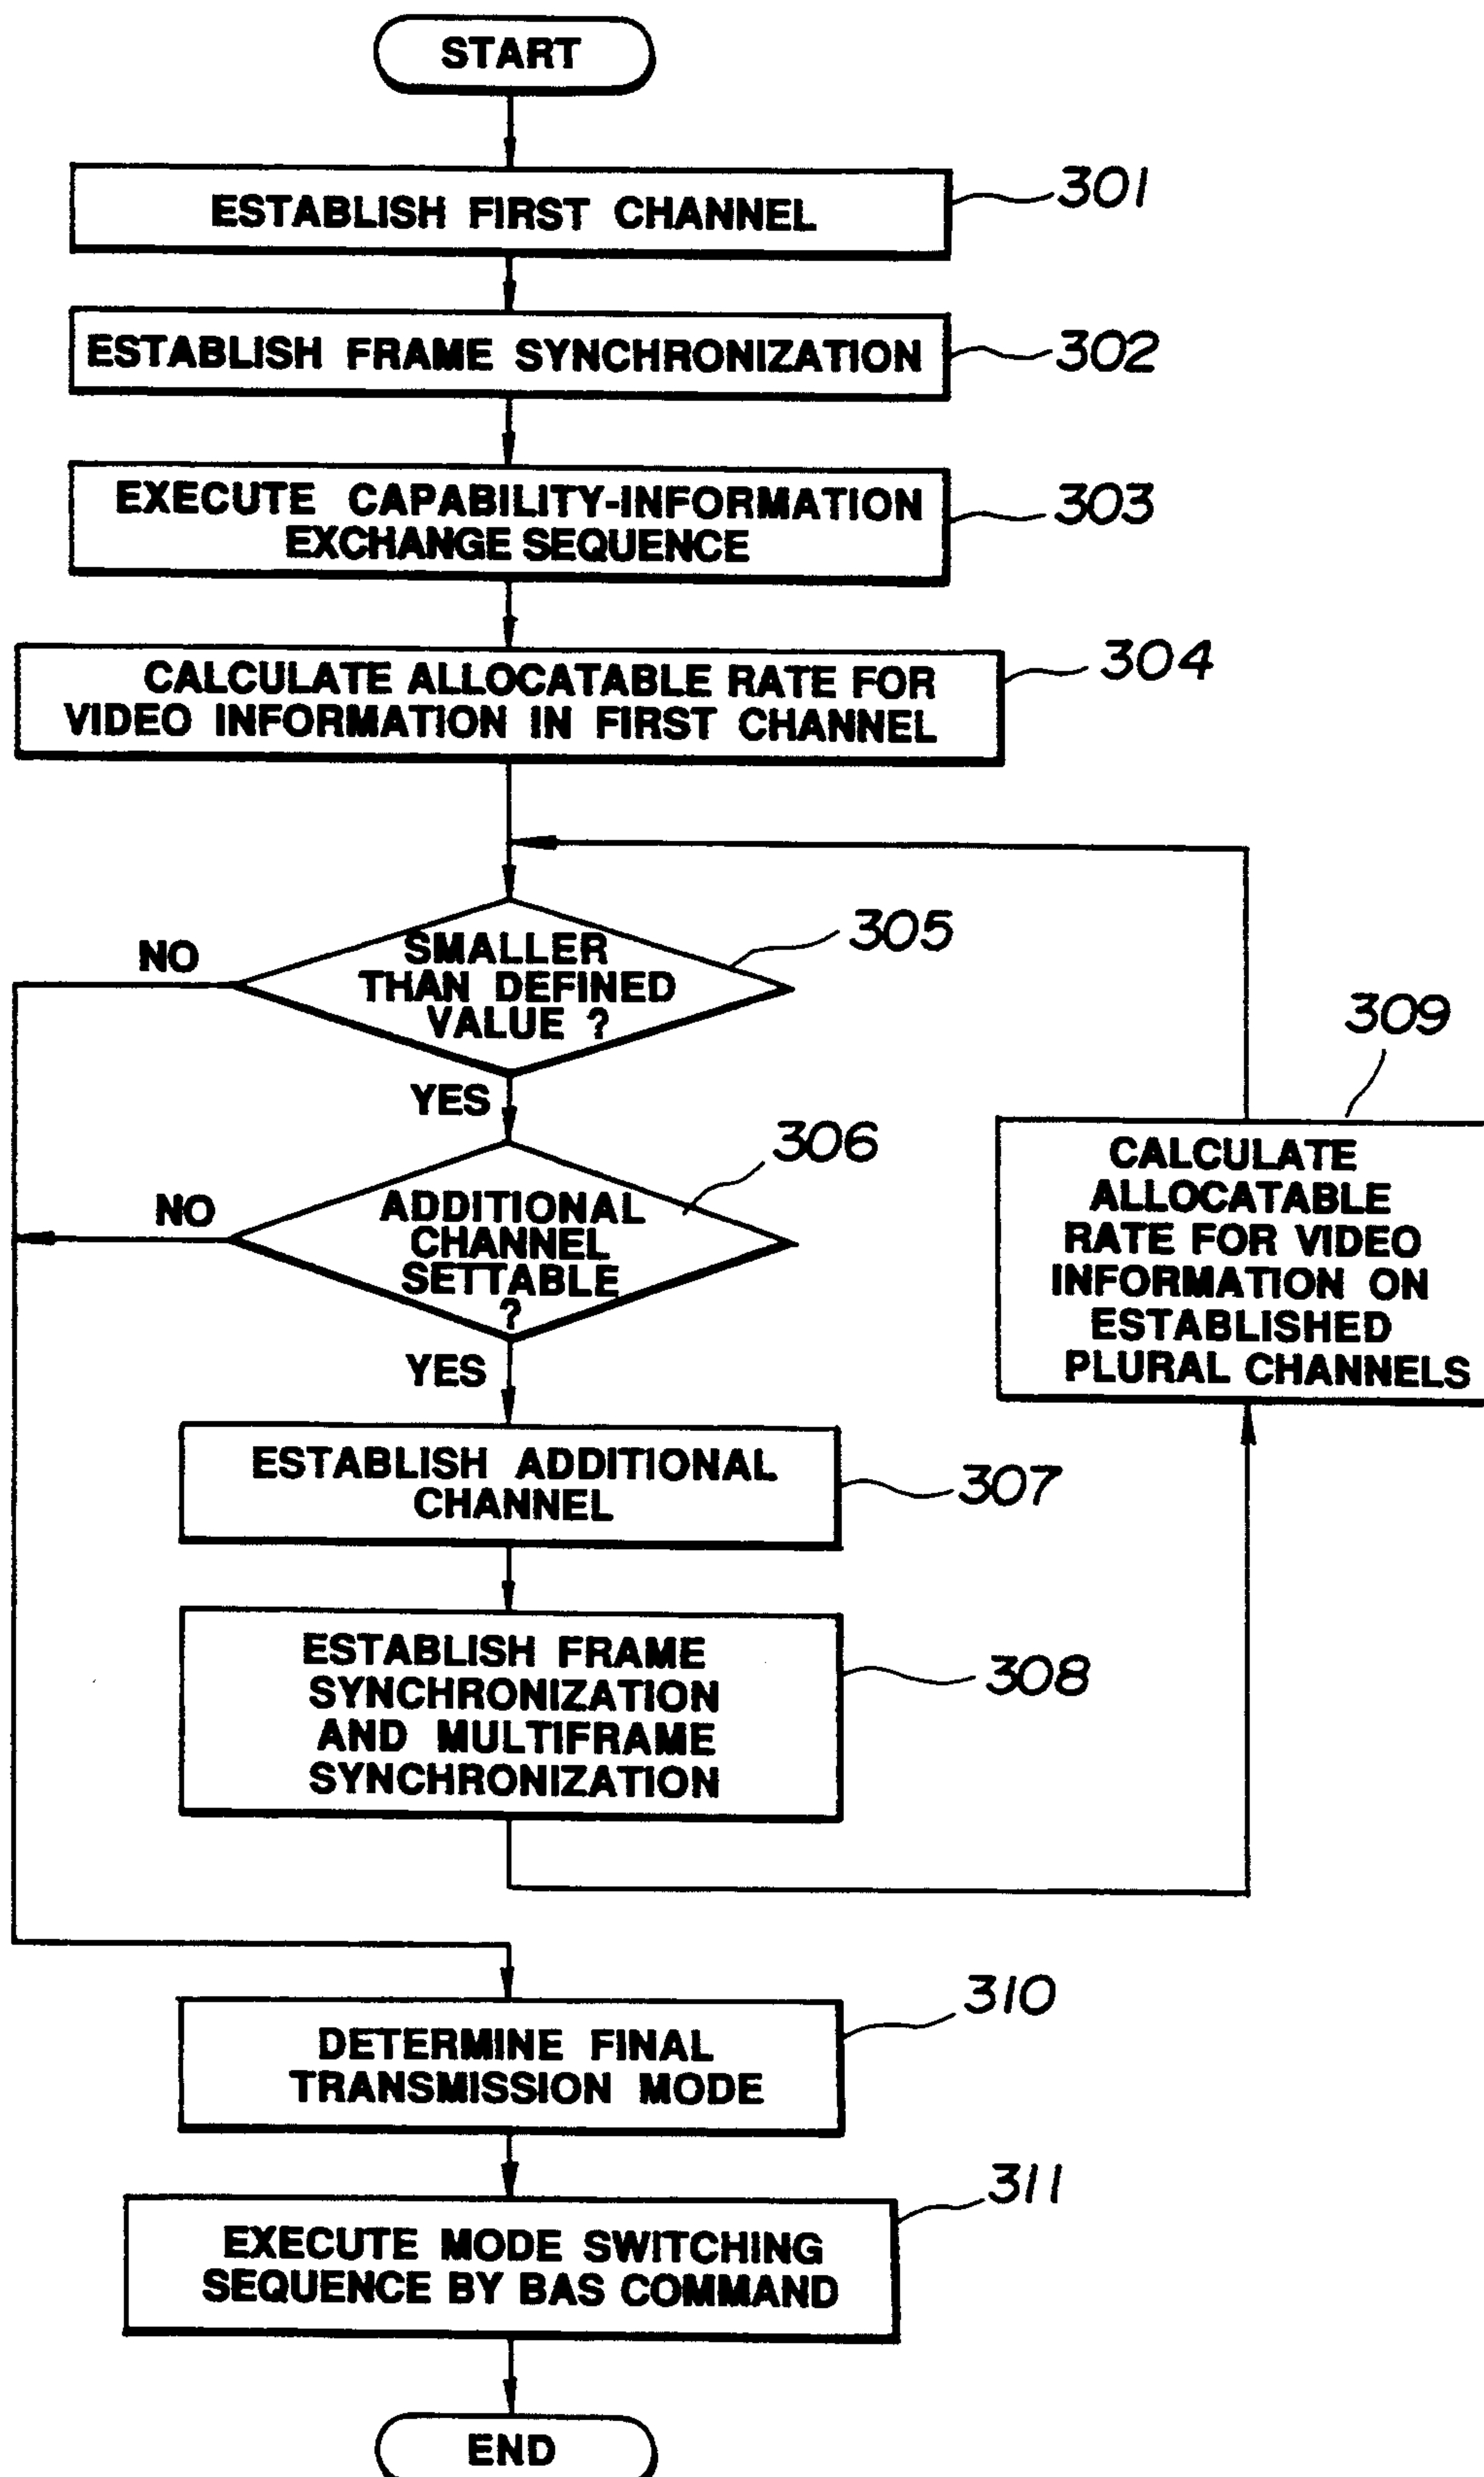 START
ESTABLISH FIRST CHANNEL
301
ESTABLISH FRAME SYNCHRONIZATION
302
EXECUTE CAPABILITY-INFORMATION
EXCHANGE SEQUENCE
303
CALCULATE ALLOCATABLE RATE FOR
VIDEO INFORMATION IN FIRST CHANNEL
304
SMALLER
THAN DEFINED
VALUE ?
305
NO
YES
ADDITIONAL
CHANNEL
SETTABLE
?
306
NO
YES
309
CALCULATE
ALLOCATABLE
RATE FOR VIDEO
INFORMATION ON
ESTABLISHED
PLURAL CHANNELS
ESTABLISH ADDITIONAL
CHANNEL
307
ESTABLISH FRAME
SYNCHRONIZATION
AND MULTIFRAME
SYNCHRONIZATION
308
DETERMINE FINAL
TRANSMISSION MODE
310
EXECUTE MODE SWITCHING
SEQUENCE BY BAS COMMAND
311
END